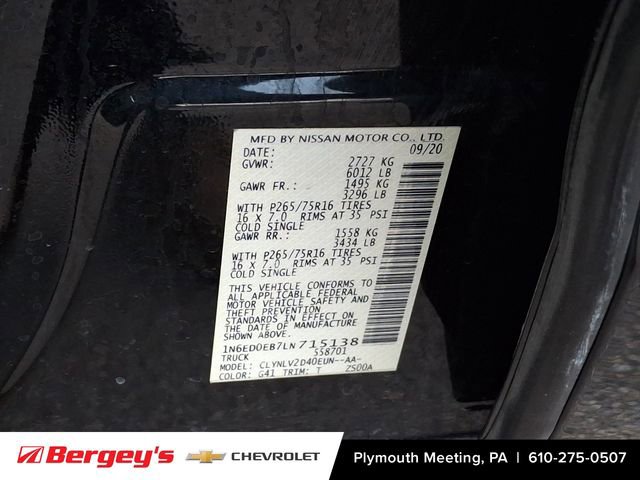 MFD BY NISSAN MOTOR CO., LTD.
DATE: 09/20
GVWR: 2727 KG
6012 LB
GAWR FR.: 1495 KG
3296 LB
WITH P265/75R16 TIRES
16 X 7.0 RIMS AT 35 PSI
COLD SINGLE
GAWR RR.: 1558 KG
3434 LB
WITH P265/75R16 TIRES
16 X 7.0 RIMS AT 35 PSI
COLD SINGLE
THIS VEHICLE CONFORMS TO
ALL APPLICABLE FEDERAL
MOTOR VEHICLE SAFETY AND
THEFT PREVENTION
STANDARDS IN EFFECT ON
THE DATE OF MANUFACTURE
SHOWN ABOVE.
1N6ED0EB7LN715138
TRUCK 558701
MODEL: CLYNLV2D40EUN--AA-
COLOR: G41 TRIM: T ZS00A
Bergey's CHEVROLET Plymouth Meeting, PA | 610-275-0507